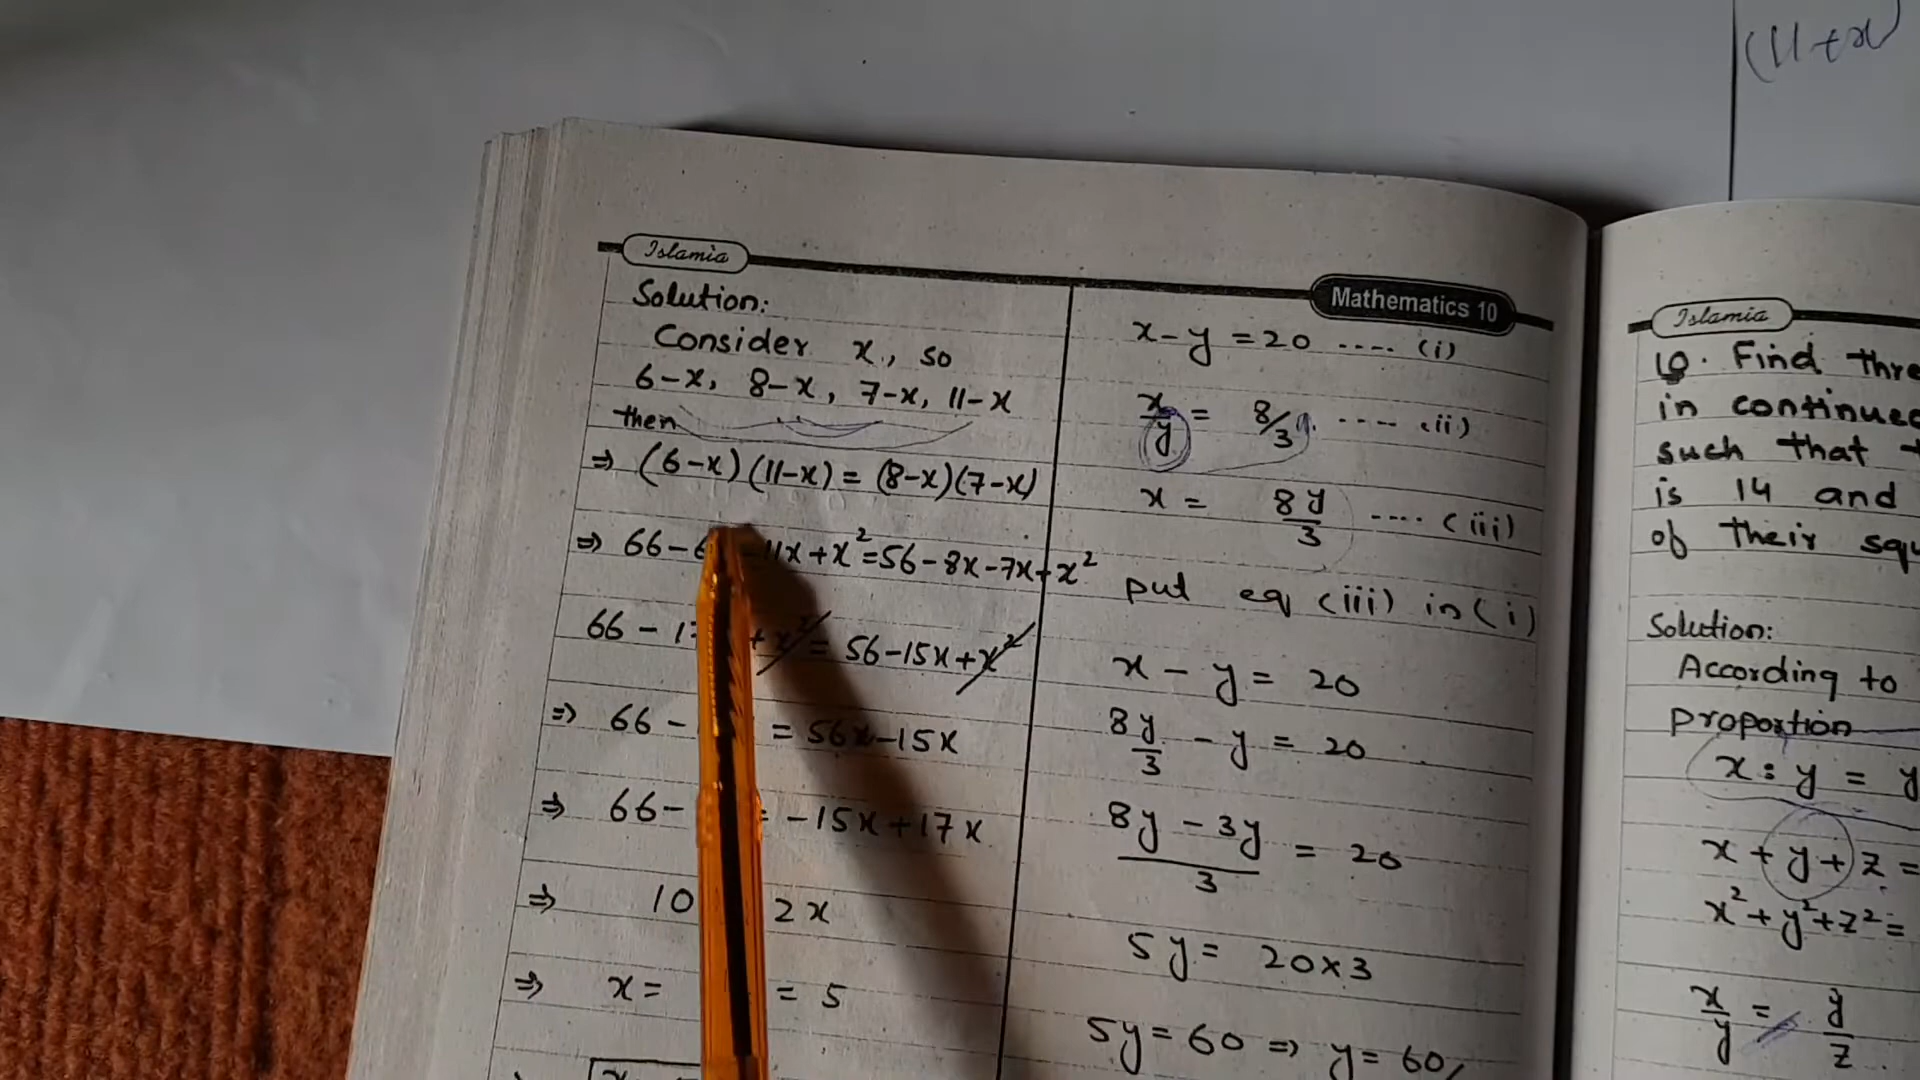 (11+x)
Islamia
Mathematics 10
Solution:
Consider x, so
6-x, 8-x, 7-x, 11-x
then
⇒ (6-x)(11-x) = (8-x)(7-x)
⇒ 66-6 -11x+x²=56-8x-7x+x²
66-1 +x² = 56-15x+x²
⇒ 66- = 56x-15x
⇒ 66- = -15x+17x
⇒ 10 2x
⇒ x= = 5
x-y=20 .... (i)
x/y = 8/3 .... (ii)
x = 8y/3 .... (iii)
put eq (iii) in (i)
x - y = 20
8y/3 - y = 20
8y - 3y/3 = 20
5y = 20×3
5y = 60 ⇒ y = 60/
Islamia
10. Find
in
such that
is 14 and
of their
Solution:
According to
proportion
x:y = y
x+y+z =
x²+y²+z²=
x/y = y/z